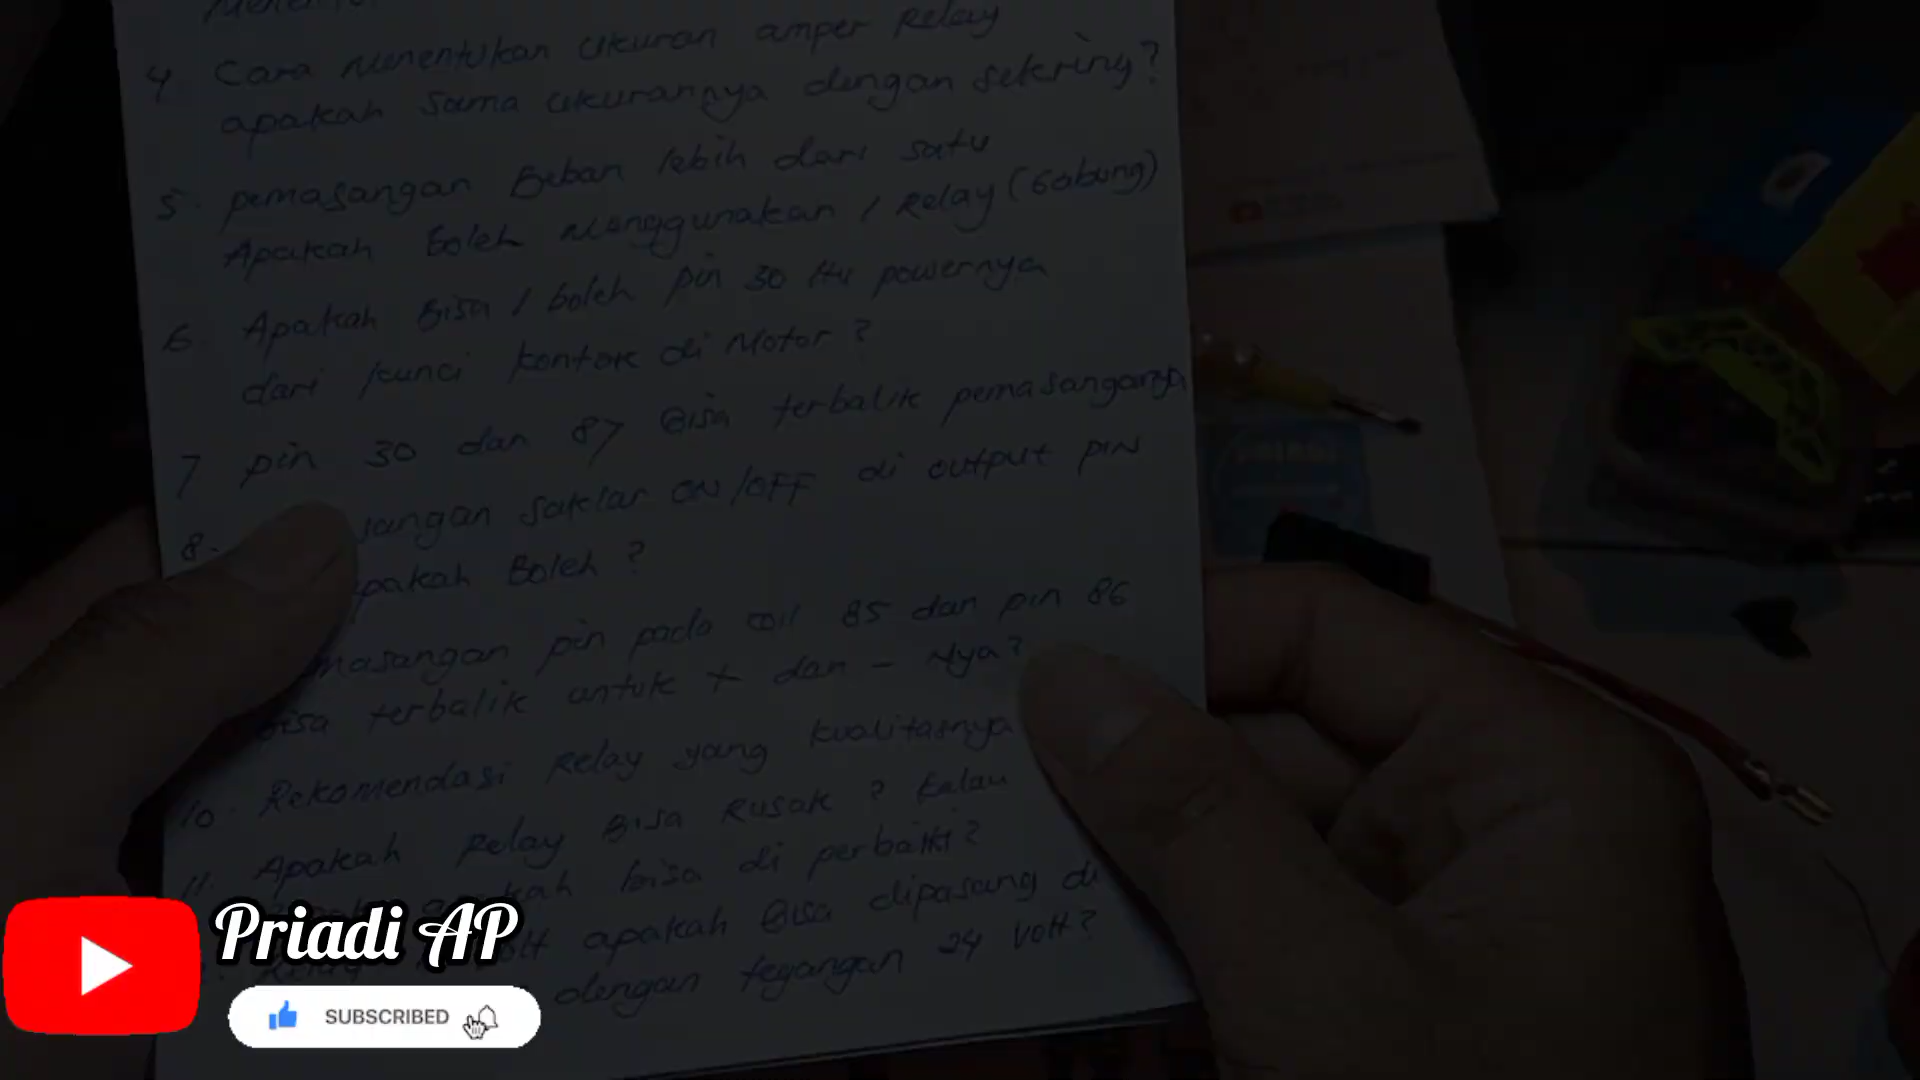 4 Cara Menentukan Ukuran amper Relay
apakah Sama ukurannya dengan sekring?
5. pemasangan Beban lebih dari satu
Apakah Boleh Menggunakan 1 Relay (Gabung)
6 Apakah Bisa / boleh pin 30 itu powernya
dari kunci kontak di Motor?
7 pin 30 dan 87 Bisa terbalik pemasangannya
8. sangan saklar ON/OFF di output PIN
pakah Boleh?
masangan pin pada coil 85 dan pin 86
Bisa terbalik untuk + dan - Nya?
10. Rekomendasi Relay yang kualitasnya
11. Apakah Relay Bisa Rusak? kalau
apakah bisa di perbaiki?
Volt apakah Bisa dipasang di
dengan tegangan 24 Volt?
Priadi AP
SUBSCRIBED